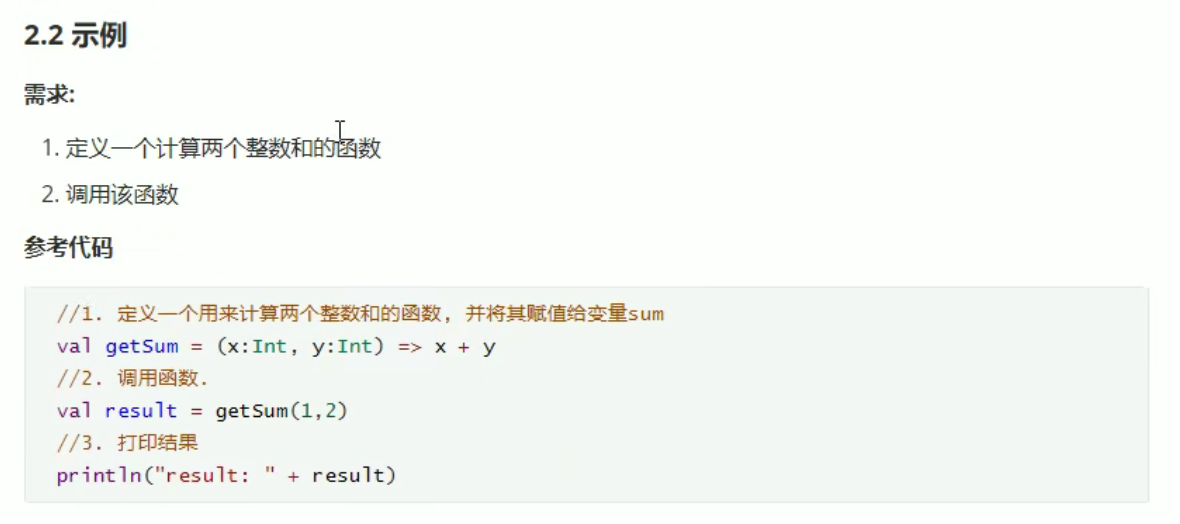 2.2 示例
需求:
1. 定义一个计算两个整数和的函数
2. 调用该函数
参考代码
//1. 定义一个用来计算两个整数和的函数, 并将其赋值给变量sum
val getSum = (x:Int, y:Int) => x + y
//2. 调用函数.
val result = getSum(1,2)
//3. 打印结果
println("result: " + result)